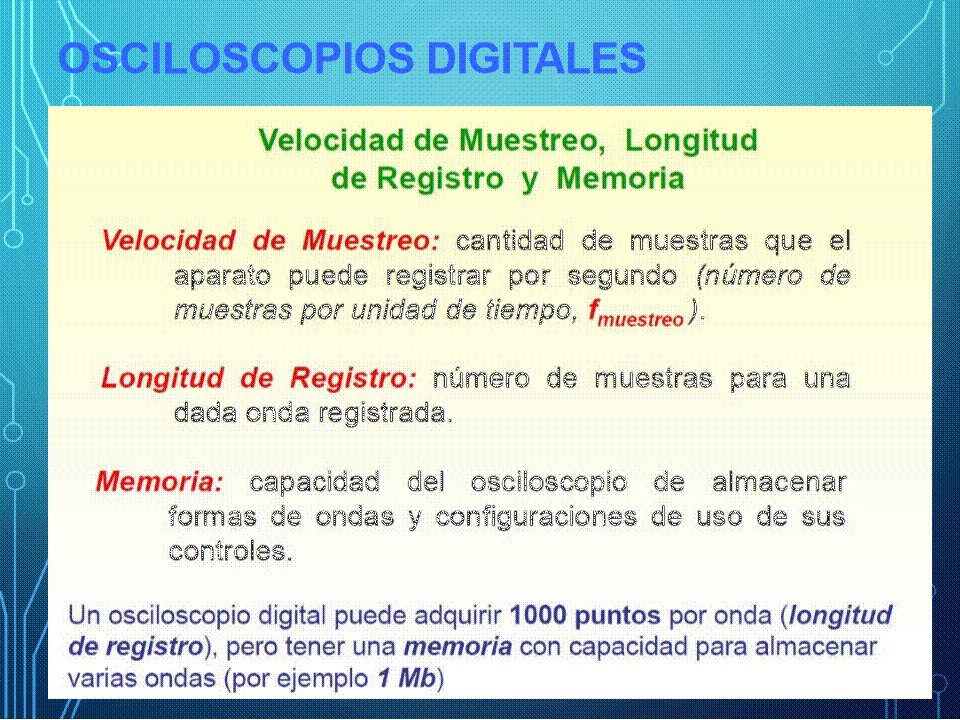 OSCILOSCOPIOS DIGITALES
Velocidad de Muestreo, Longitud
de Registro y Memoria
Velocidad de Muestreo: cantidad de muestras que el
aparato puede registrar por segundo (número de
muestras por unidad de tiempo, fmuestreo ).
Longitud de Registro: número de muestras para una
dada onda registrada.
Memoria: capacidad del osciloscopio de almacenar
formas de ondas y configuraciones de uso de sus
controles.
Un osciloscopio digital puede adquirir 1000 puntos por onda (longitud
de registro), pero tener una memoria con capacidad para almacenar
varias ondas (por ejemplo 1 Mb)